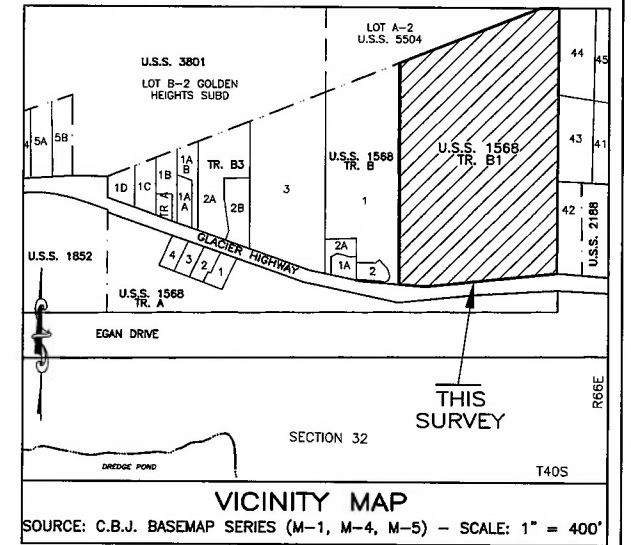 LOT A-2
U.S.S. 5504
U.S.S. 3801
LOT B-2 GOLDEN
HEIGHTS SUBD
44
45
4
5A
5B
43
41
1D
1C
1B
1A
B
TR A
1A
A
TR. B3
2A
2B
3
U.S.S. 1568
TR. B
1
U.S.S. 1568
TR. B1
42
U.S.S. 2188
GLACIER HIGHWAY
2A
1A
2
4
3
2
1
U.S.S. 1852
U.S.S. 1568
TR. A
EGAN DRIVE
THIS
SURVEY
R66E
SECTION 32
DREDGE POND
T40S
VICINITY MAP
SOURCE: C.B.J. BASEMAP SERIES (M-1, M-4, M-5) - SCALE: 1" = 400'